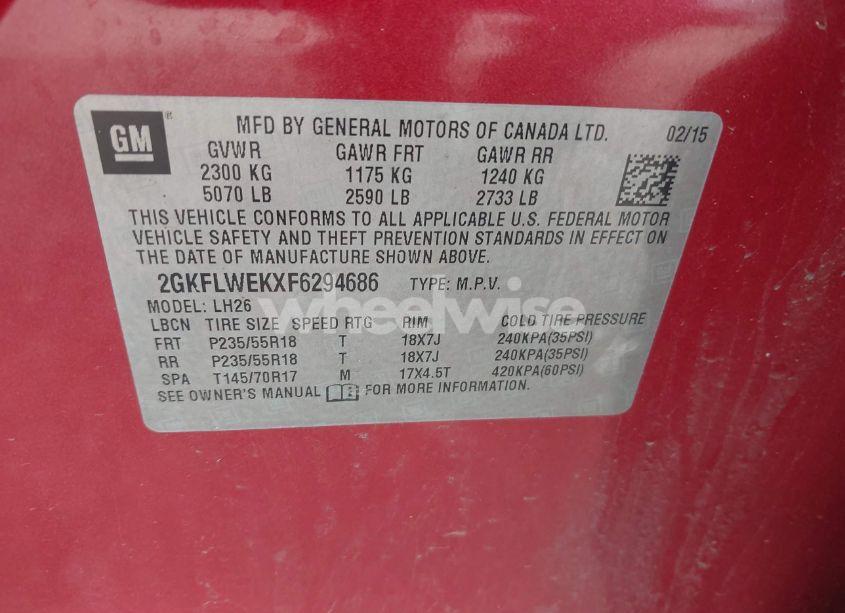 GM ®
MFD BY GENERAL MOTORS OF CANADA LTD. 02/15
GVWR GAWR FRT GAWR RR
2300 KG 1175 KG 1240 KG
5070 LB 2590 LB 2733 LB
THIS VEHICLE CONFORMS TO ALL APPLICABLE U.S. FEDERAL MOTOR
VEHICLE SAFETY AND THEFT PREVENTION STANDARDS IN EFFECT ON
THE DATE OF MANUFACTURE SHOWN ABOVE.
2GKFLWEKXF6294686 TYPE: M.P.V.
wheelwise
MODEL: LH26
LBCN TIRE SIZE SPEED RTG RIM COLD TIRE PRESSURE
FRT P235/55R18 T 18X7J 240KPA(35PSI)
RR P235/55R18 T 18X7J 240KPA(35PSI)
SPA T145/70R17 M 17X4.5T 420KPA(60PSI)
SEE OWNER'S MANUAL FOR MORE INFORMATION.